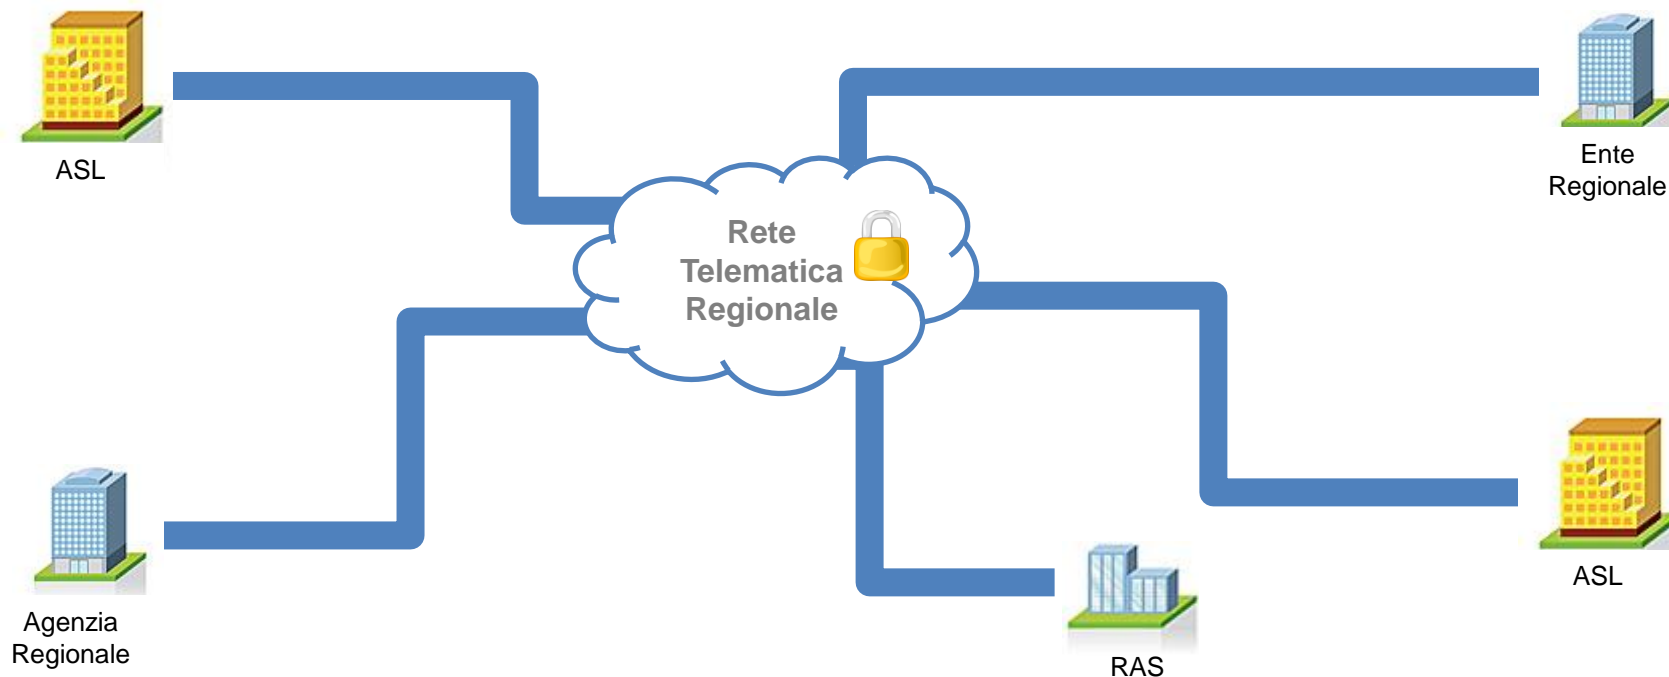 ASL
Ente
Regionale
Rete
Telematica
Regionale
ASL
Agenzia
Regionale
RAS